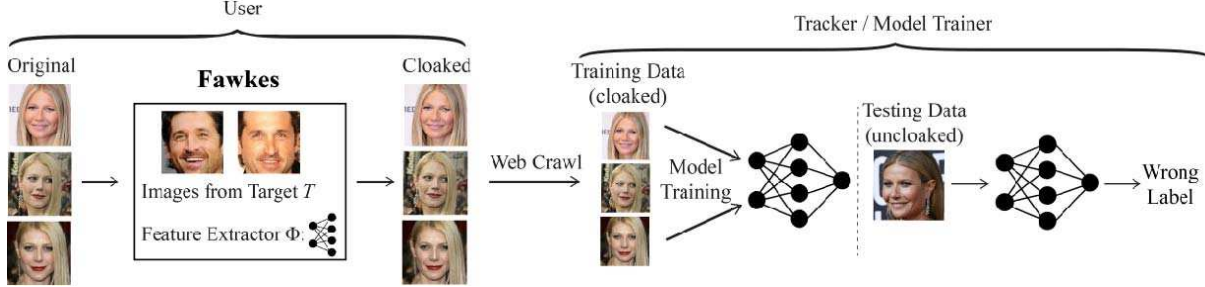 User
Tracker / Model Trainer
Original
Fawkes
Cloaked
Images from Target T
Feature Extractor Φ:
Web Crawl
Training Data
(cloaked)
Model
Training
Testing Data
(uncloaked)
Wrong
Label